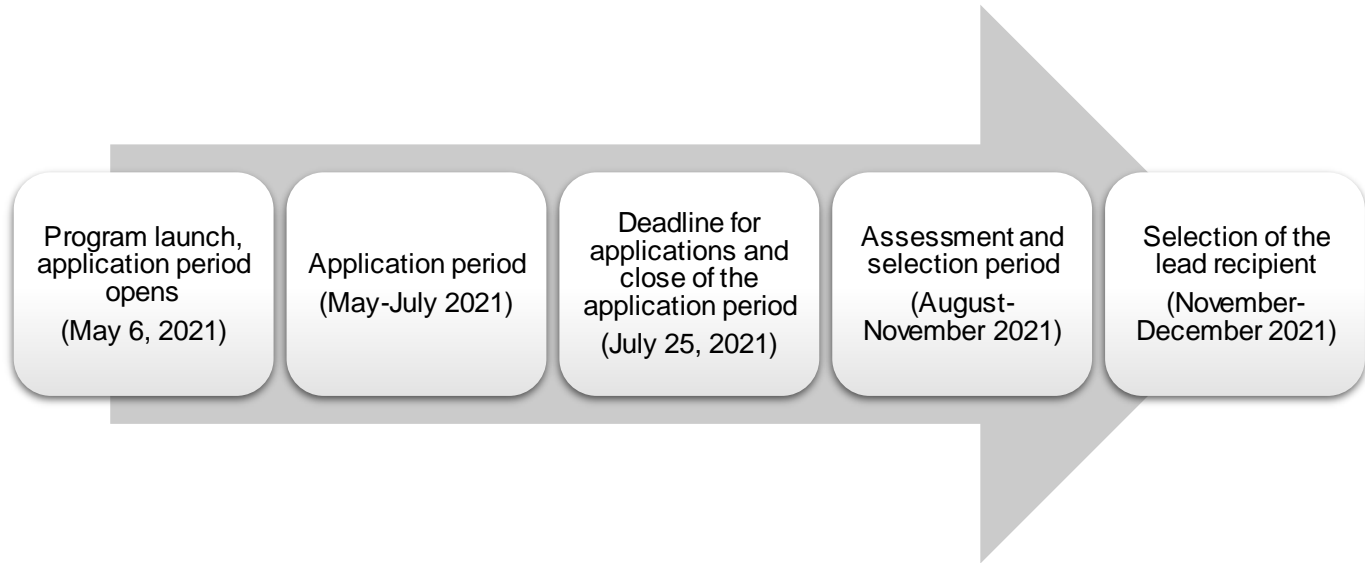 Program launch,
application period
opens
(May 6, 2021)
Application period
(May-July 2021)
Deadline for
applications and
close of the
application period
(July 25, 2021)
Assessment and
selection period
(August-
November 2021)
Selection of the
lead recipient
(November-
December 2021)